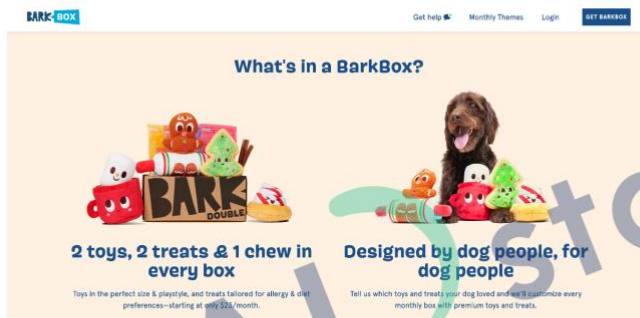 BARK BOX
Get help
Monthly Themes
Login
GET BARKBOX
What's in a BarkBox?
BARK
DOUBLE
2 toys, 2 treats & 1 chew in
every box
Toys in the perfect size & playstyle, and treats tailored for allergy & diet
preferences—starting at only $23/month.
Designed by dog people, for
dog people
Tell us which toys and treats your dog loved and we'll customize every
monthly box with premium toys and treats.